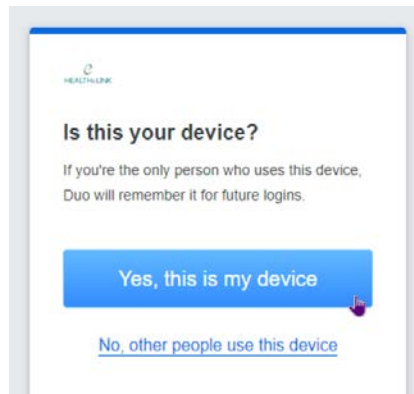 HEALTHeLINK
Is this your device?
If you're the only person who uses this device,
Duo will remember it for future logins.
Yes, this is my device
No, other people use this device